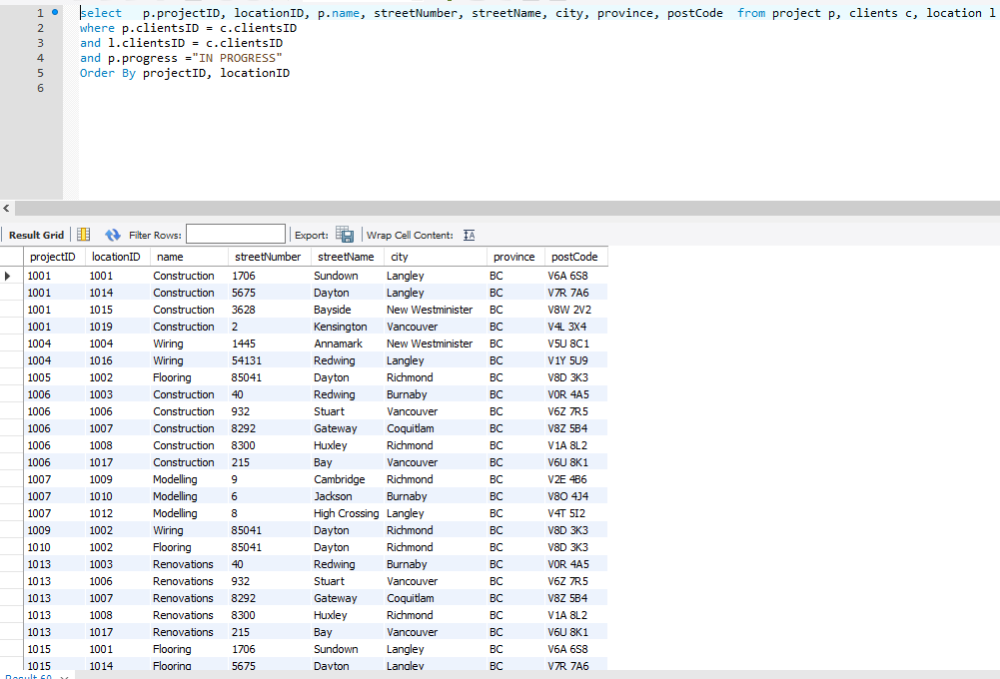 1 select p.projectID, locationID, p.name, streetNumber, streetName, city, province, postCode from project p, clients c, location l
2 where p.clientsID = c.clientsID
3 and l.clientsID = c.clientsID
4 and p.progress ="IN PROGRESS"
5 Order By projectID, locationID
6
Result Grid Filter Rows: Export: Wrap Cell Content: IA
projectID locationID name streetNumber streetName city province postCode
1001 1001 Construction 1706 Sundown Langley BC V6A 6S8
1001 1014 Construction 5675 Dayton Langley BC V7R 7A6
1001 1015 Construction 3628 Bayside New Westminister BC V8W 2V2
1001 1019 Construction 2 Kensington Vancouver BC V4L 3X4
1004 1004 Wiring 1445 Annamark New Westminister BC V5U 8C1
1004 1016 Wiring 54131 Redwing Langley BC V1Y 5U9
1005 1002 Flooring 85041 Dayton Richmond BC V8D 3K3
1006 1003 Construction 40 Redwing Burnaby BC V0R 4A5
1006 1006 Construction 932 Stuart Vancouver BC V6Z 7R5
1006 1007 Construction 8292 Gateway Coquitlam BC V8Z 5B4
1006 1008 Construction 8300 Huxley Richmond BC V1A 8L2
1006 1017 Construction 215 Bay Vancouver BC V6U 8K1
1007 1009 Modelling 9 Cambridge Richmond BC V2E 4B6
1007 1010 Modelling 6 Jackson Burnaby BC V8O 4J4
1007 1012 Modelling 8 High Crossing Langley BC V4T 5I2
1009 1002 Wiring 85041 Dayton Richmond BC V8D 3K3
1010 1002 Flooring 85041 Dayton Richmond BC V8D 3K3
1013 1003 Renovations 40 Redwing Burnaby BC V0R 4A5
1013 1006 Renovations 932 Stuart Vancouver BC V6Z 7R5
1013 1007 Renovations 8292 Gateway Coquitlam BC V8Z 5B4
1013 1008 Renovations 8300 Huxley Richmond BC V1A 8L2
1013 1017 Renovations 215 Bay Vancouver BC V6U 8K1
1015 1001 Flooring 1706 Sundown Langley BC V6A 6S8
1015 1014 Flooring 5675 Dayton Langley BC V7R 7A6
Result 60